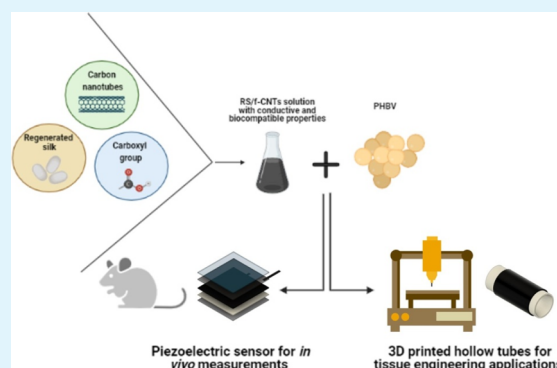 Carbon
nanotubes
Regenerated
silk
Carboxyl
group
RS/f-CNTs solution
with conductive and
biocompatible properties
PHBV
+
Piezoelectric sensor for in
vivo measurements
3D printed hollow tubes for
tissue engineering applications